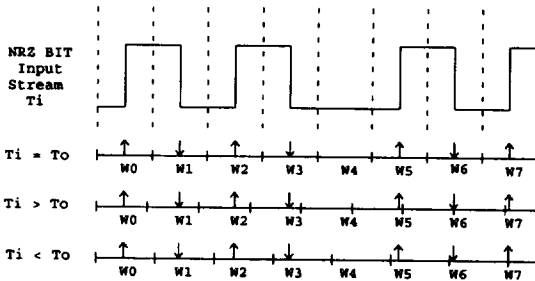 NRZ BIT
Input
Stream
Ti
Ti = To
W0 W1 W2 W3 W4 W5 W6 W7
Ti > To
W0 W1 W2 W3 W4 W5 W6 W7
Ti < To
W0 W1 W2 W3 W4 W5 W6 W7